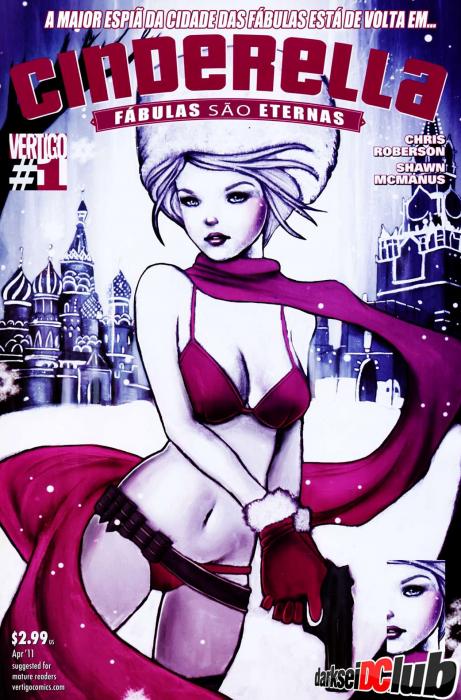 A MAIOR ESPIÃ DA CIDADE DAS FÁBULAS ESTÁ DE VOLTA EM...
CINDERELLA
FÁBULAS SÃO ETERNAS
VERTIGO
#1
CHRIS
ROBERSON
SHAWN
MCMANUS
$2.99 US
Apr '11
suggested for
mature readers
vertigocomics.com
darkseiDClub